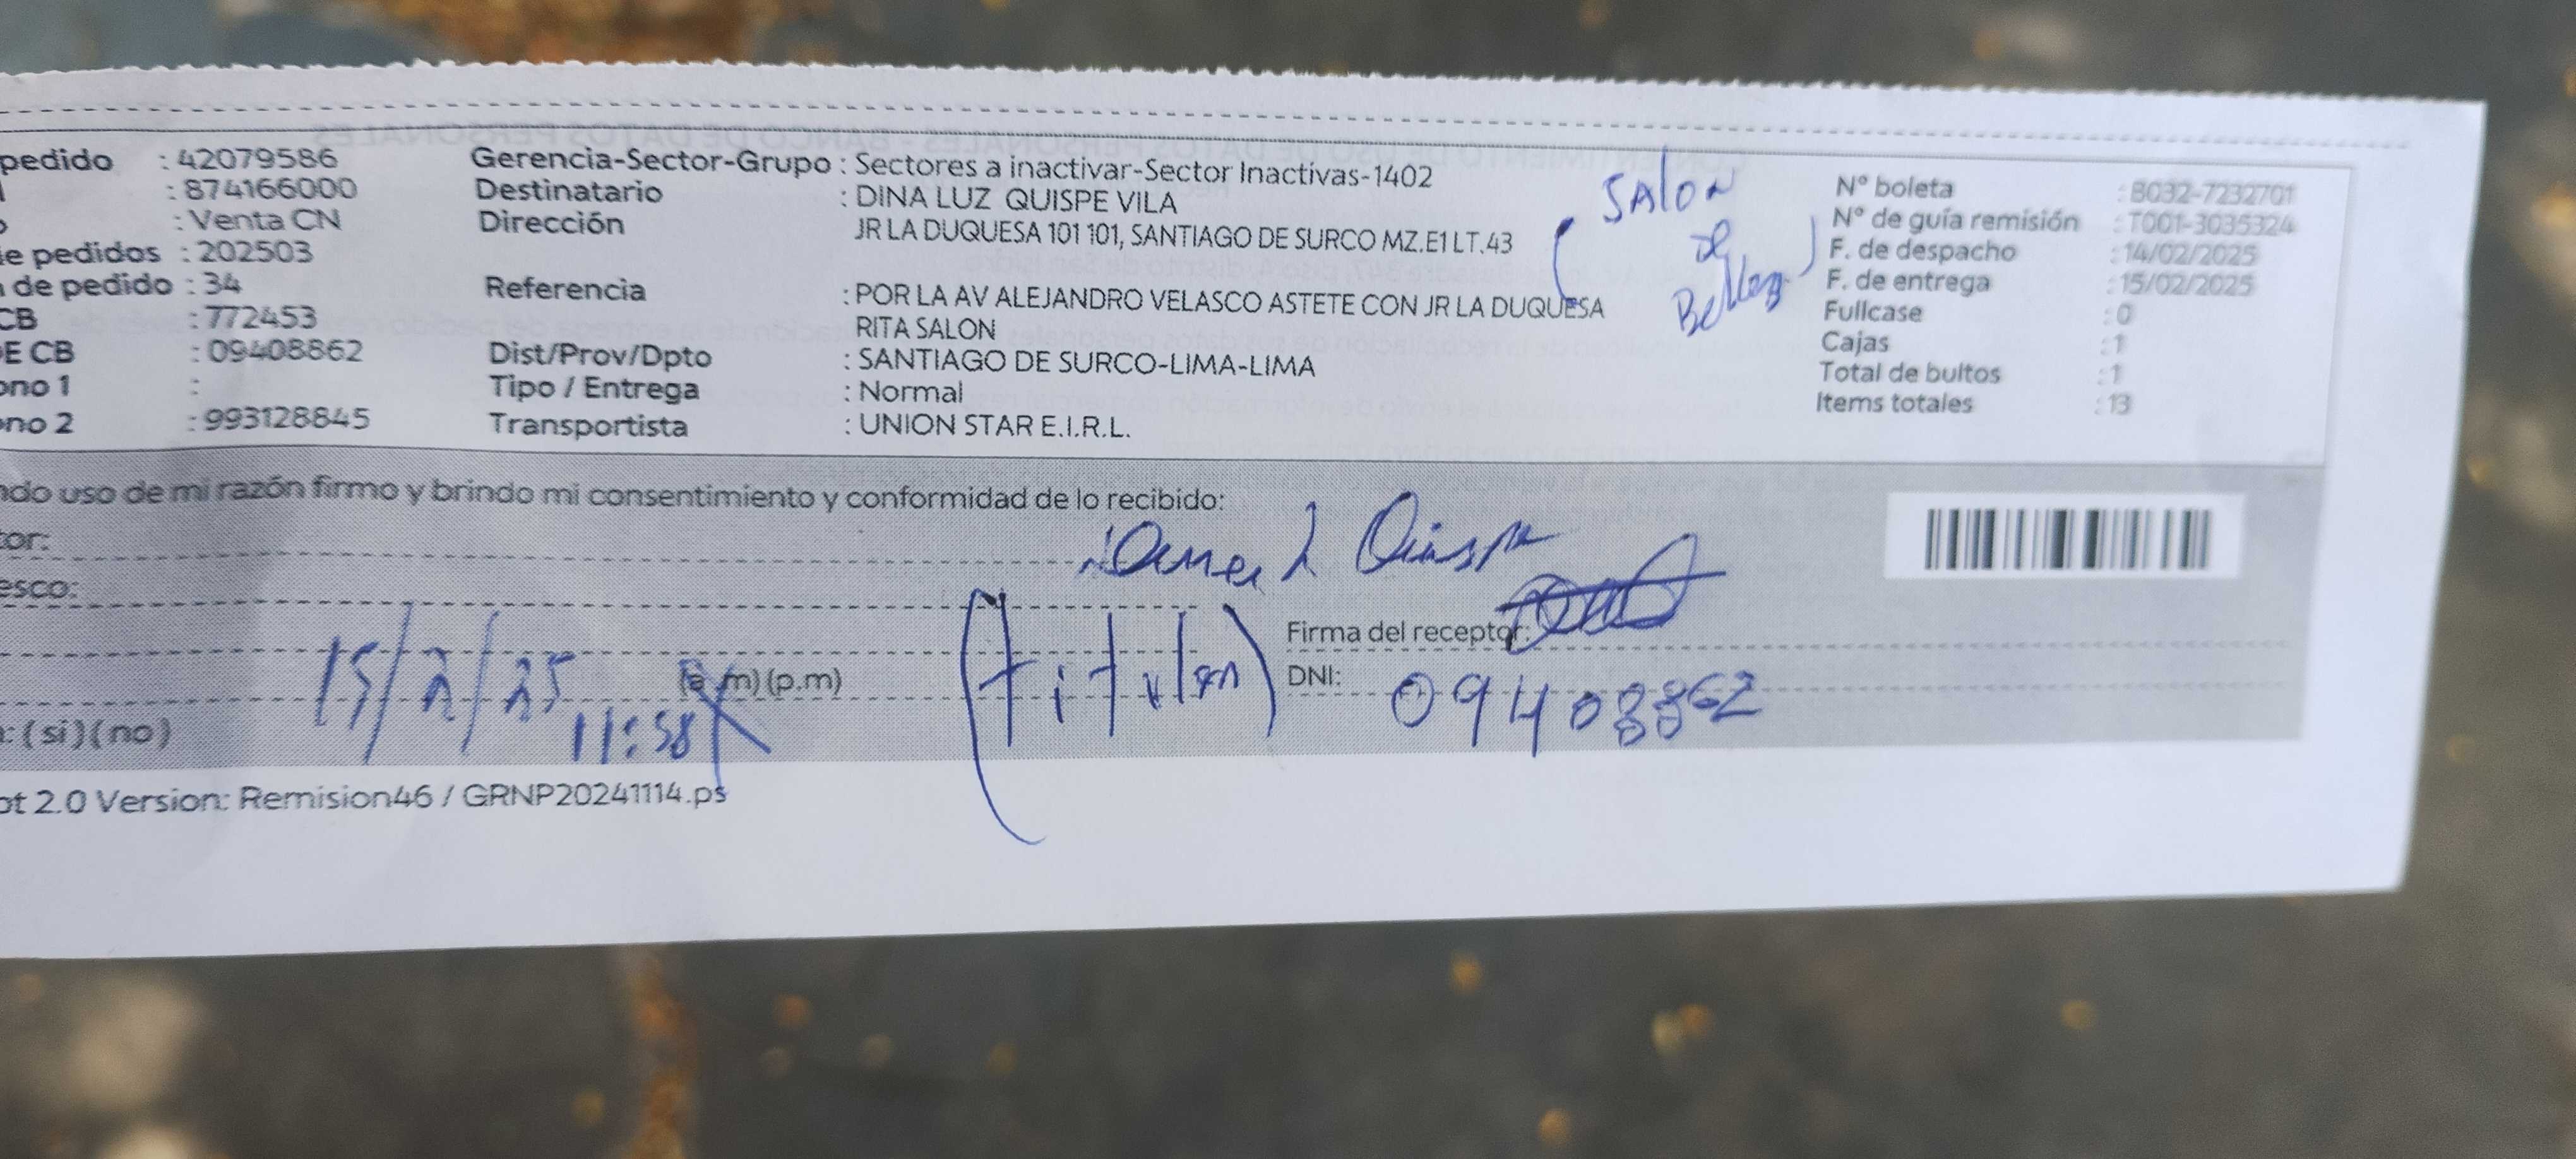 pedido : 42079586
: 874166000
: Venta CN
e pedidos : 202503
de pedido : 34
CB : 772453
E CB : 09408862
ono 1 :
ono 2 : 993128845
Gerencia-Sector-Grupo : Sectores a inactivar-Sector Inactivas-1402
Destinatario : DINA LUZ QUISPE VILA
Dirección JR LA DUQUESA 101 101, SANTIAGO DE SURCO MZ.E1 LT.43
Referencia : POR LA AV ALEJANDRO VELASCO ASTETE CON JR LA DUQUESA
RITA SALON
Dist/Prov/Dpto : SANTIAGO DE SURCO-LIMA-LIMA
Tipo / Entrega : Normal
Transportista : UNION STAR E.I.R.L.
( SALON
de
Bellez )
N° boleta : B032-7232701
N° de guía remisión : T001-3035324
F. de despacho : 14/02/2025
F. de entrega : 15/02/2025
Fullcase : 0
Cajas : 1
Total de bultos : 1
Items totales : 13
ndo uso de mi razón firmo y brindo mi consentimiento y conformidad de lo recibido:
tor:
esco:
Firma del receptor:
15/2/25 11:58 (a.m)(p.m)
(titular)
DNI: 09408862
: (si)(no)
ot 2.0 Version: Remision46 / GRNP20241114.ps